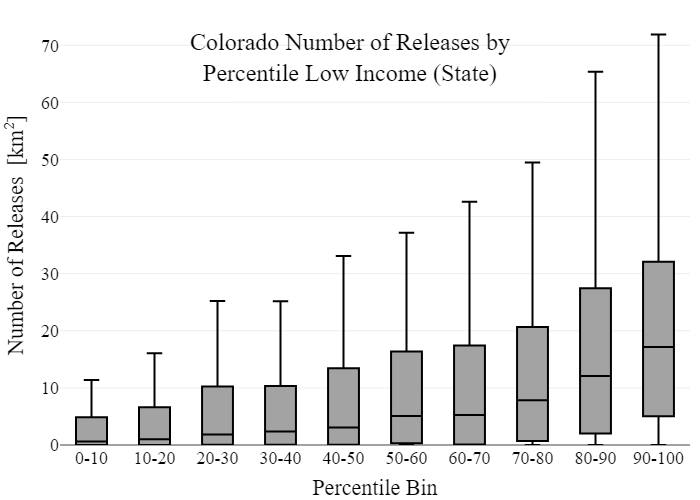 Colorado Number of Releases by
Percentile Low Income (State)
Number of Releases [km²]
70
60
50
40
30
20
10
0
0-10 10-20 20-30 30-40 40-50 50-60 60-70 70-80 80-90 90-100
Percentile Bin